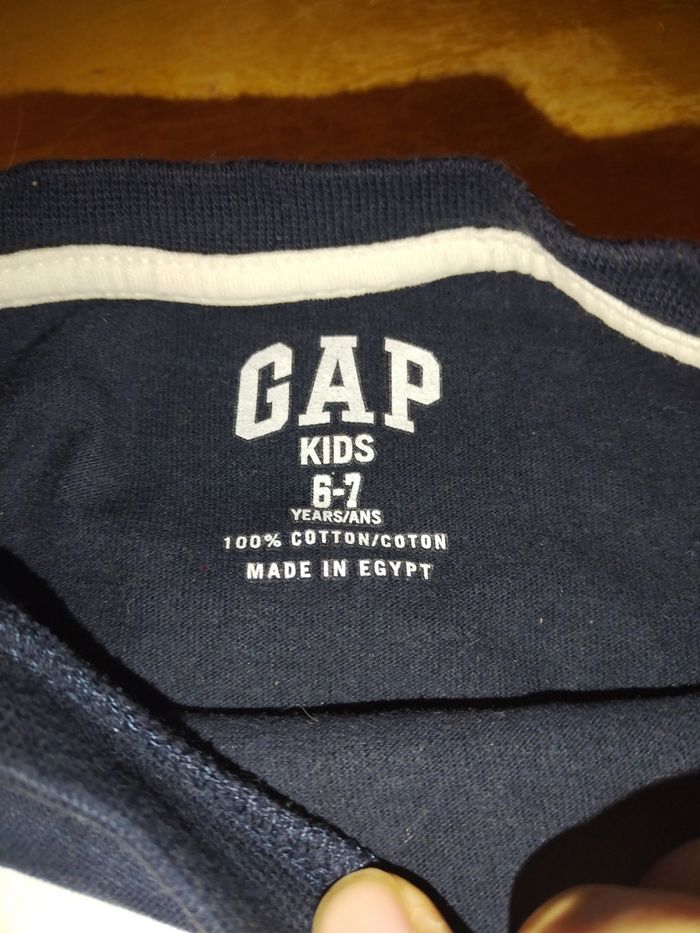 GAP
KIDS
6-7
YEARS/ANS
100% COTTON/COTON
MADE IN EGYPT